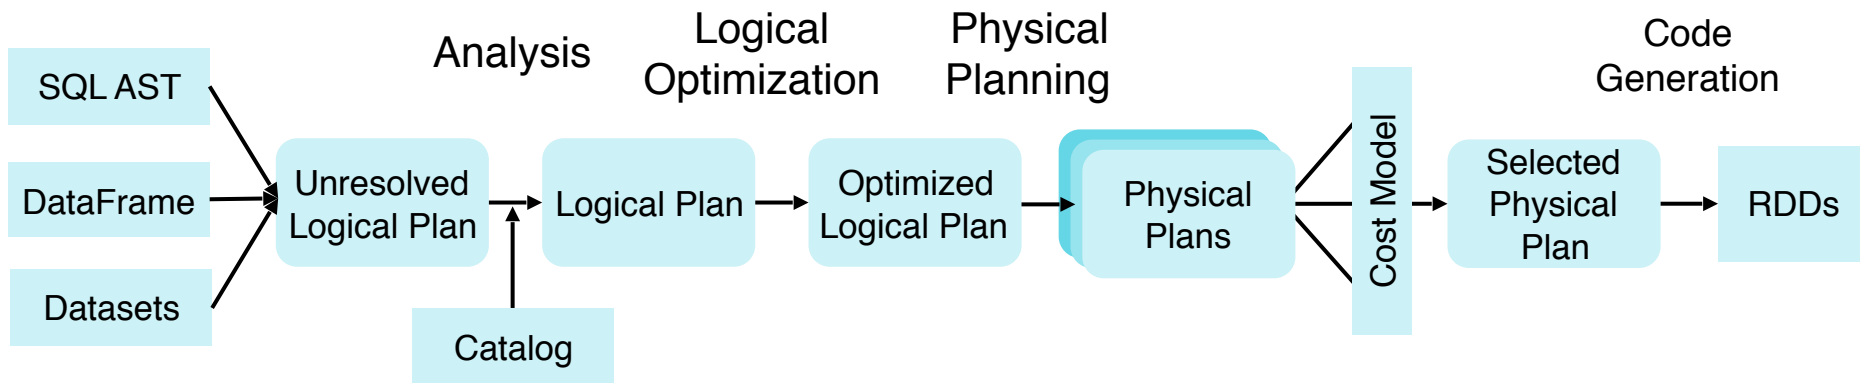 Analysis
Logical
Optimization
Physical
Planning
Code
Generation
SQL AST
DataFrame
Datasets
Unresolved
Logical Plan
Catalog
Logical Plan
Optimized
Logical Plan
Physical
Plans
Cost Model
Selected
Physical
Plan
RDDs